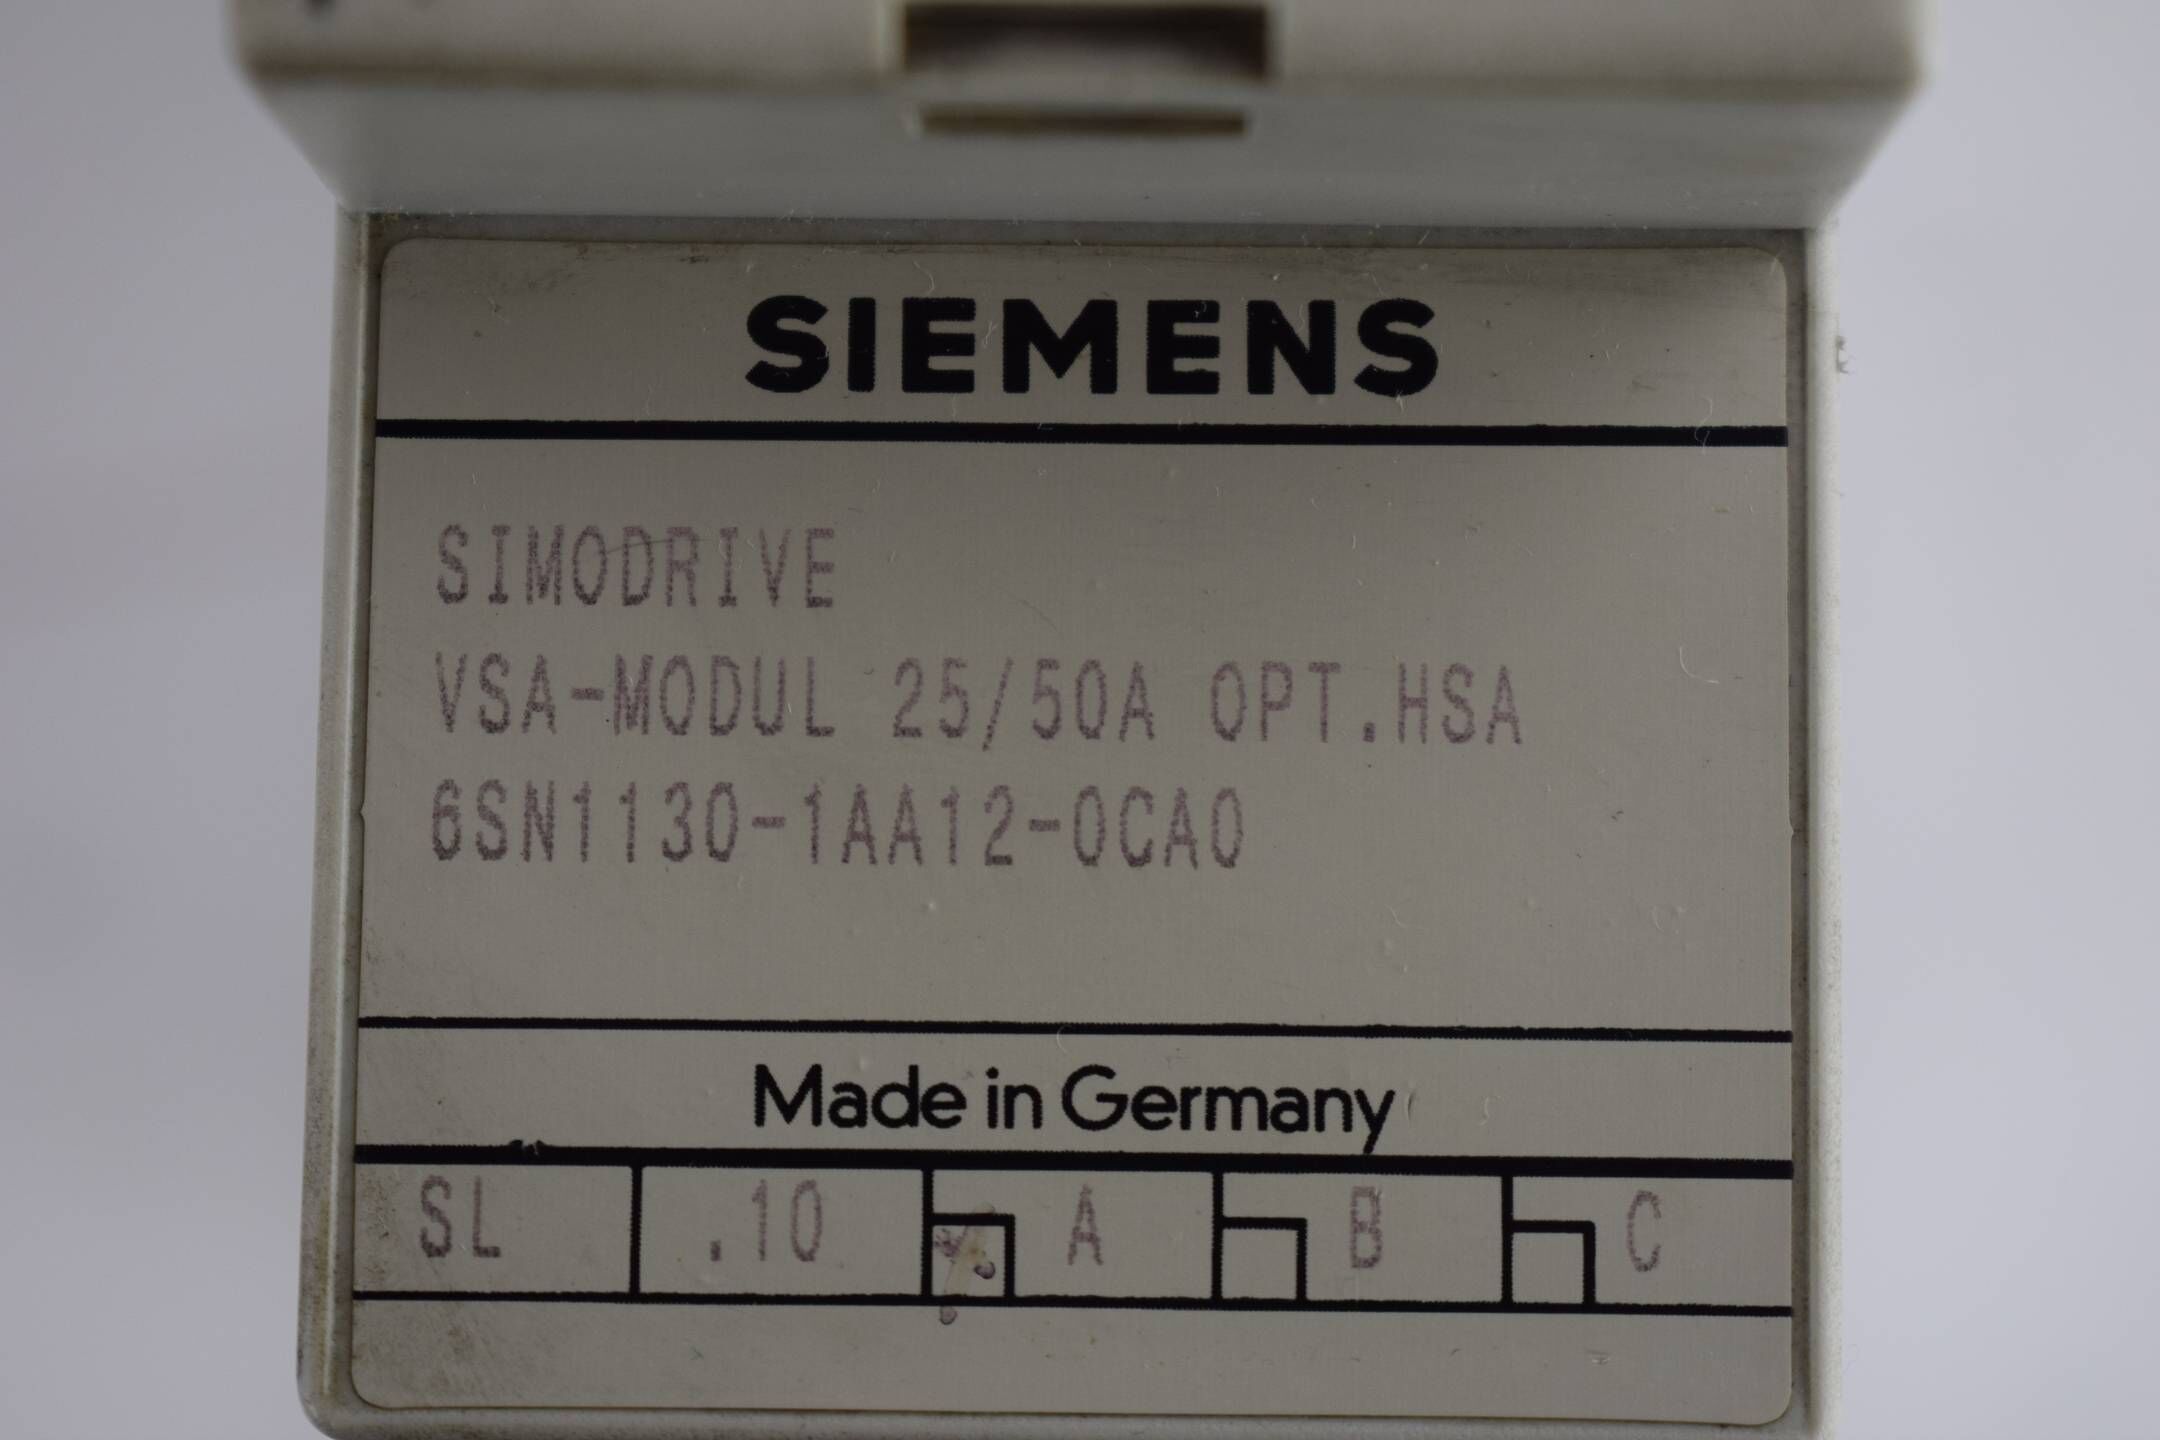 SIEMENS
SIMODRIVE
VSA-MODUL 25/50A OPT.HSA
6SN1130-1AA12-0CA0
Made in Germany
SL .10 A B C